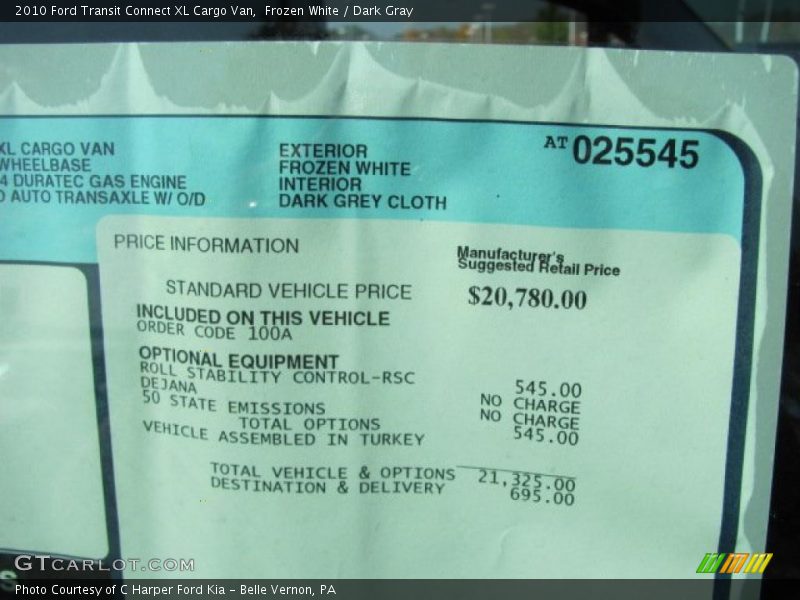 2010 Ford Transit Connect XL Cargo Van,  Frozen White / Dark Gray
XL CARGO VAN
WHEELBASE
4 DURATEC GAS ENGINE
AUTO TRANSAXLE W/ O/D
EXTERIOR
FROZEN WHITE
INTERIOR
DARK GREY CLOTH
AT 025545
PRICE INFORMATION
Manufacturer's
Suggested Retail Price
STANDARD VEHICLE PRICE $20,780.00
INCLUDED ON THIS VEHICLE
ORDER CODE 100A
OPTIONAL EQUIPMENT
ROLL STABILITY CONTROL-RSC 545.00
DEJANA NO CHARGE
50 STATE EMISSIONS NO CHARGE
TOTAL OPTIONS 545.00
VEHICLE ASSEMBLED IN TURKEY
TOTAL VEHICLE & OPTIONS 21,325.00
DESTINATION & DELIVERY 695.00
GTCARLOT.COM
Photo Courtesy of C Harper Ford Kia – Belle Vernon, PA